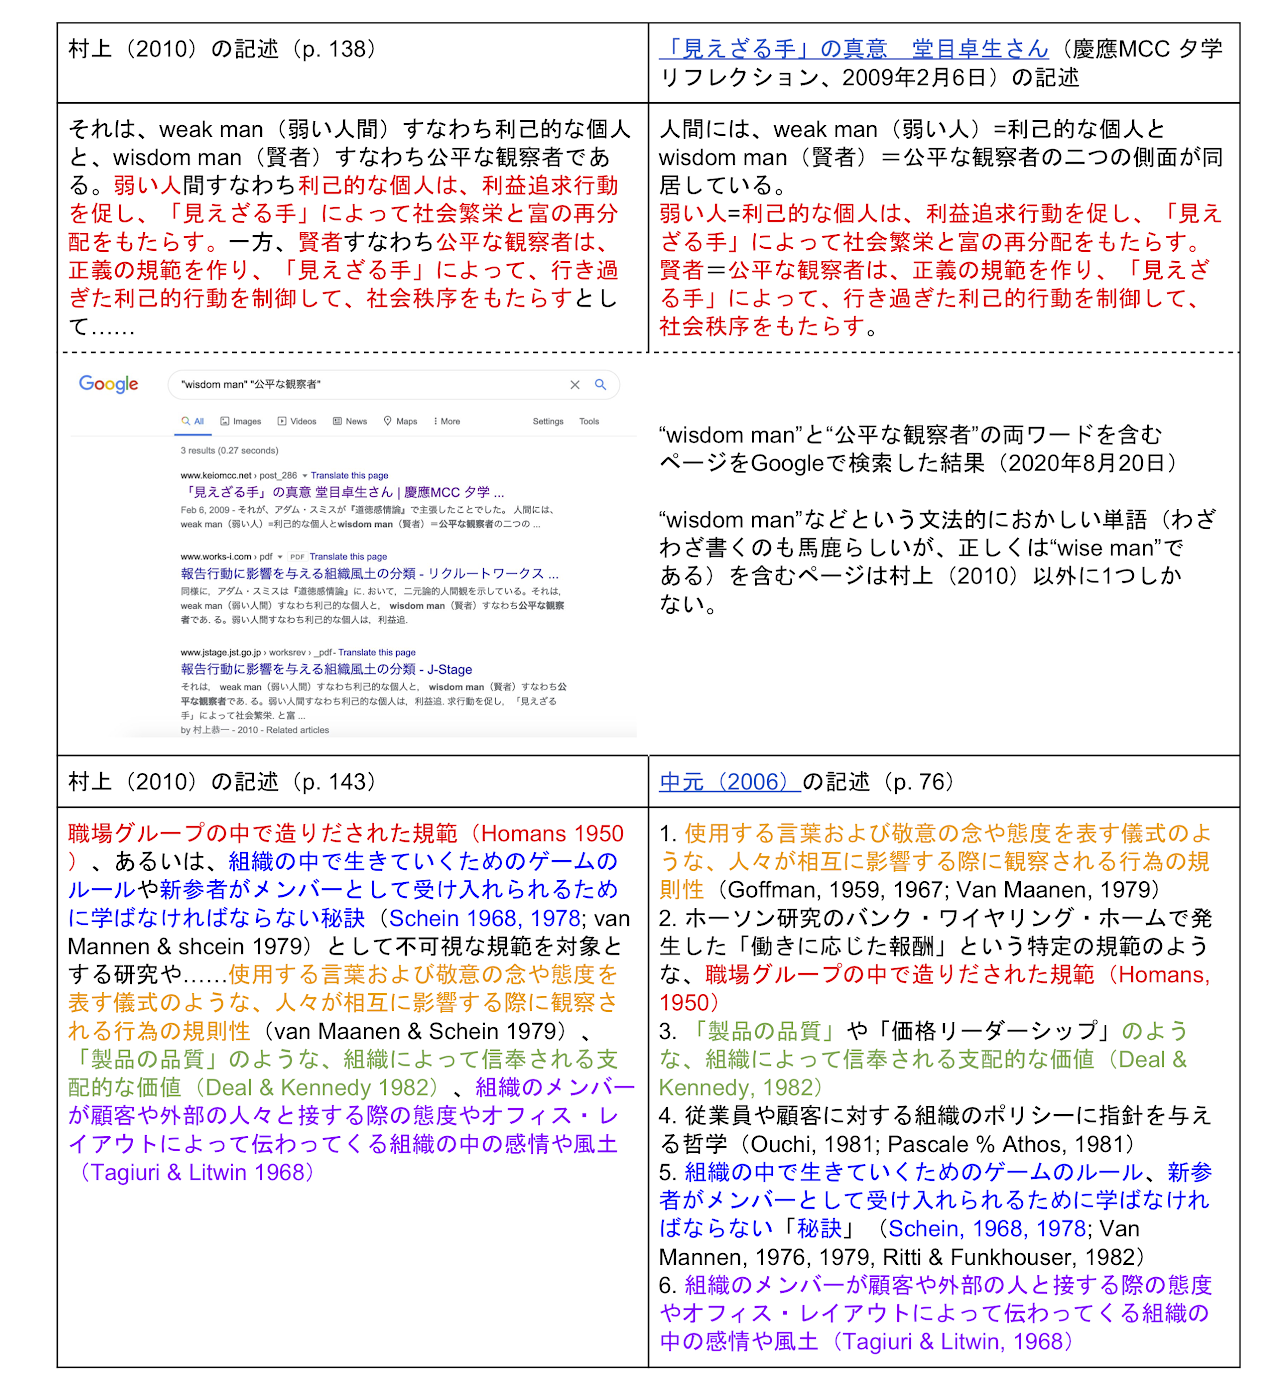 村上（2010）の記述（p. 138）
「見えざる手」の真意　堂目卓生さん（慶應MCC 夕学
リフレクション、2009年2月6日）の記述
それは、weak man（弱い人間）すなわち利己的な個人
と、wisdom man（賢者）すなわち公平な観察者であ
る。弱い人間すなわち利己的な個人は、利益追求行動
を促し、「見えざる手」によって社会繁栄と富の再分
配をもたらす。一方、賢者すなわち公平な観察者は、
正義の規範を作り、「見えざる手」によって、行き過
ぎた利己的行動を制御して、社会秩序をもたらすとし
て……
人間には、weak man（弱い人）=利己的な個人と
wisdom man（賢者）＝公平な観察者の二つの側面が同
居している。
弱い人=利己的な個人は、利益追求行動を促し、「見え
ざる手」によって社会繁栄と富の再分配をもたらす。
賢者＝公平な観察者は、正義の規範を作り、「見えざ
る手」によって、行き過ぎた利己的行動を制御して、
社会秩序をもたらす。
Google
"wisdom man" "公平な観察者"
All Images Videos News Maps More Settings Tools
3 results (0.27 seconds)
www.keiomcc.net › post_286 Translate this page
「見えざる手」の真意 堂目卓生さん | 慶應MCC 夕学 ...
Feb 6, 2009 - それが、アダム・スミスが『道徳感情論』で主張したことでした。 人間には、
weak man（弱い人）=利己的な個人とwisdom man（賢者）＝公平な観察者の二つの ...
www.works-i.com › pdf PDF Translate this page
報告行動に影響を与える組織風土の分類 - リクルートワークス ...
同様に，アダム・スミスは『道徳感情論』に. おいて，二元論的人間観を示している。それは，
weak man（弱い人間）すなわち利己的な個人と， wisdom man（賢者）すなわち公平な観察
者であ. る。弱い人間すなわち利己的な個人は，利益追.
www.jstage.jst.go.jp › worksrev › _pdf - Translate this page
報告行動に影響を与える組織風土の分類 - J-Stage
それは， weak man（弱い人間）すなわち利己的な個人と， wisdom man（賢者）すなわち公
平な観察者であ. る。弱い人間すなわち利己的な個人は，利益追. 求行動を促し，「見えざる
手」によって社会繁栄. と富 ...
by 村上恭一 - 2010 - Related articles
“wisdom man”と“公平な観察者”の両ワードを含む
ページをGoogleで検索した結果（2020年8月20日）
“wisdom man”などという文法的におかしい単語（わざ
わざ書くのも馬鹿らしいが、正しくは“wise man”で
ある）を含むページは村上（2010）以外に1つしか
ない。
村上（2010）の記述（p. 143）
中元（2006）の記述（p. 76）
職場グループの中で造りだされた規範（Homans 1950
）、あるいは、組織の中で生きていくためのゲームの
ルールや新参者がメンバーとして受け入れられるため
に学ばなければならない秘訣（Schein 1968, 1978; van
Mannen & shcein 1979）として不可視な規範を対象と
する研究や……使用する言葉および敬意の念や態度を
表す儀式のような、人々が相互に影響する際に観察さ
れる行為の規則性（van Maanen & Schein 1979）、
「製品の品質」のような、組織によって信奉される支
配的な価値（Deal & Kennedy 1982）、組織のメンバー
が顧客や外部の人々と接する際の態度やオフィス・レ
イアウトによって伝わってくる組織の中の感情や風土
（Tagiuri & Litwin 1968）
1. 使用する言葉および敬意の念や態度を表す儀式のよ
うな、人々が相互に影響する際に観察される行為の規
則性（Goffman, 1959, 1967; Van Maanen, 1979）
2. ホーソン研究のバンク・ワイヤリング・ホームで発
生した「働きに応じた報酬」という特定の規範のよう
な、職場グループの中で造りだされた規範（Homans,
1950）
3. 「製品の品質」や「価格リーダーシップ」のよう
な、組織によって信奉される支配的な価値（Deal &
Kennedy, 1982）
4. 従業員や顧客に対する組織のポリシーに指針を与え
る哲学（Ouchi, 1981; Pascale % Athos, 1981）
5. 組織の中で生きていくためのゲームのルール、新参
者がメンバーとして受け入れられるために学ばなけれ
ばならない「秘訣」（Schein, 1968, 1978; Van
Mannen, 1976, 1979, Ritti & Funkhouser, 1982）
6. 組織のメンバーが顧客や外部の人と接する際の態度
やオフィス・レイアウトによって伝わってくる組織の
中の感情や風土（Tagiuri & Litwin, 1968）